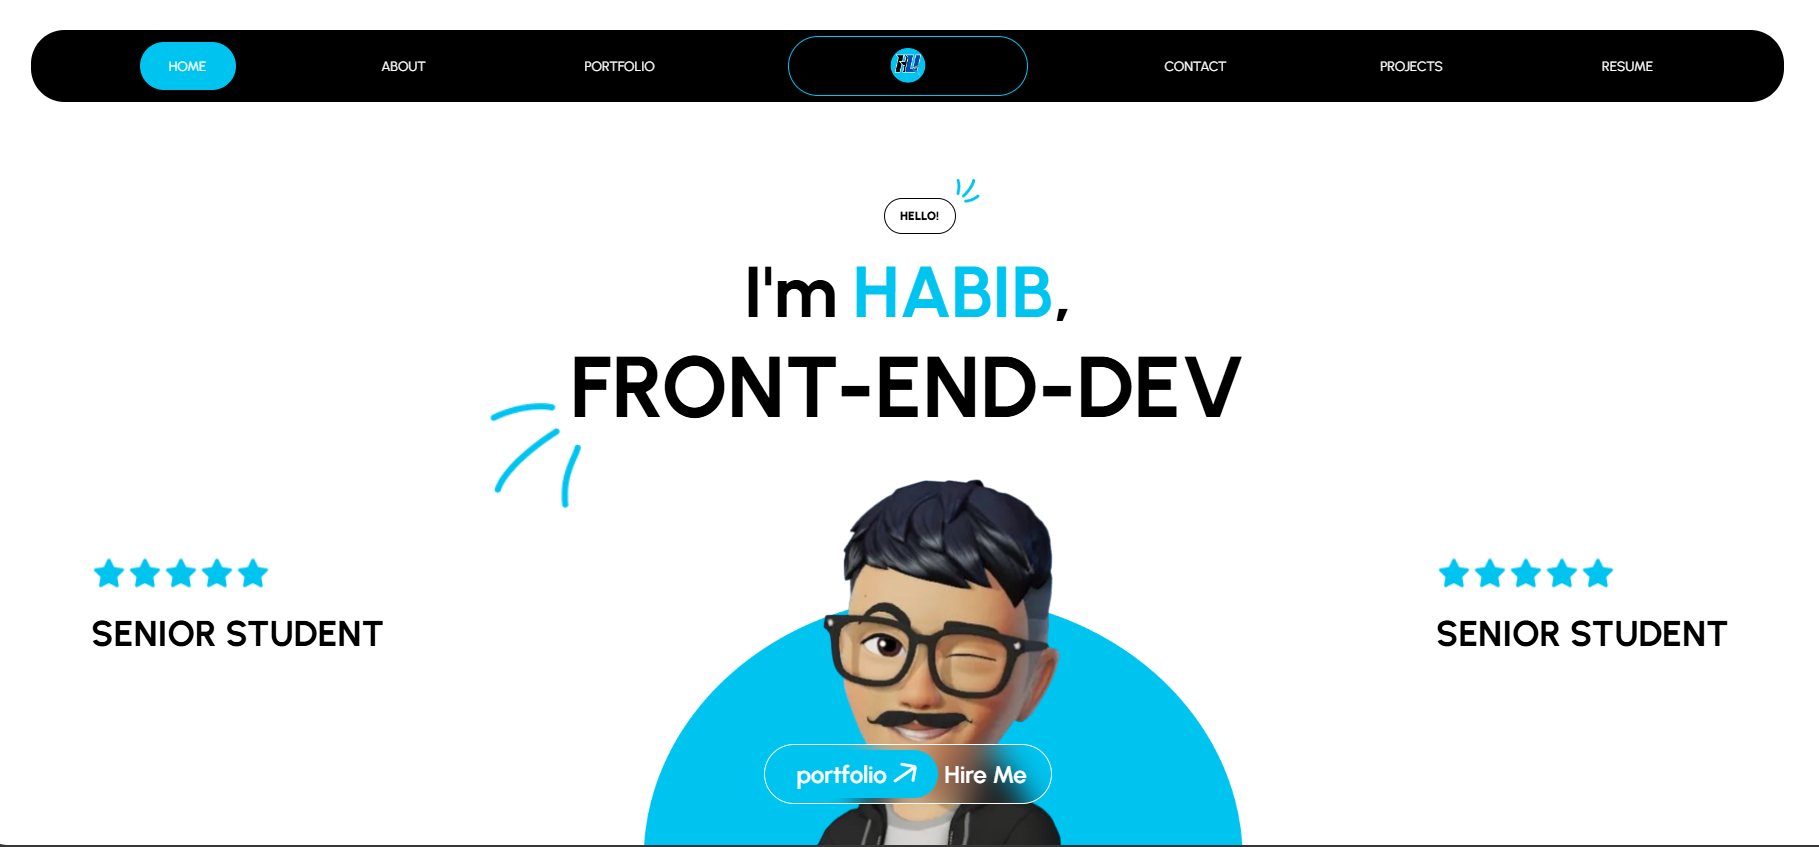 HOME ABOUT PORTFOLIO HU CONTACT PROJECTS RESUME
HELLO!
I'm HABIB,
FRONT-END-DEV
SENIOR STUDENT
SENIOR STUDENT
portfolio Hire Me